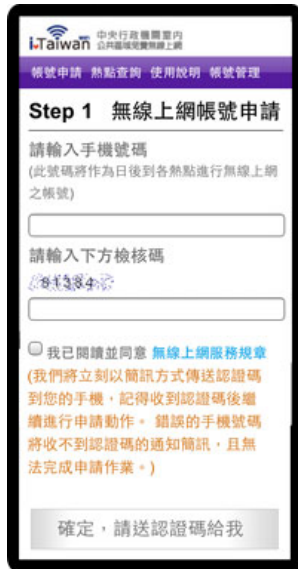 iTaiwan 中央行政機關室內
公共區域免費無線上網
帳號申請 熱點查詢 使用說明 帳號管理
Step 1 無線上網帳號申請
請輸入手機號碼
(此號碼將作為日後到各熱點進行無線上網
之帳號)
請輸入下方檢核碼
81384
我已閱讀並同意 無線上網服務規章
(我們將立刻以簡訊方式傳送認證碼
到您的手機,記得收到認證碼後繼
續進行申請動作。 錯誤的手機號碼
將收不到認證碼的通知簡訊,且無
法完成申請作業。)
確定,請送認證碼給我